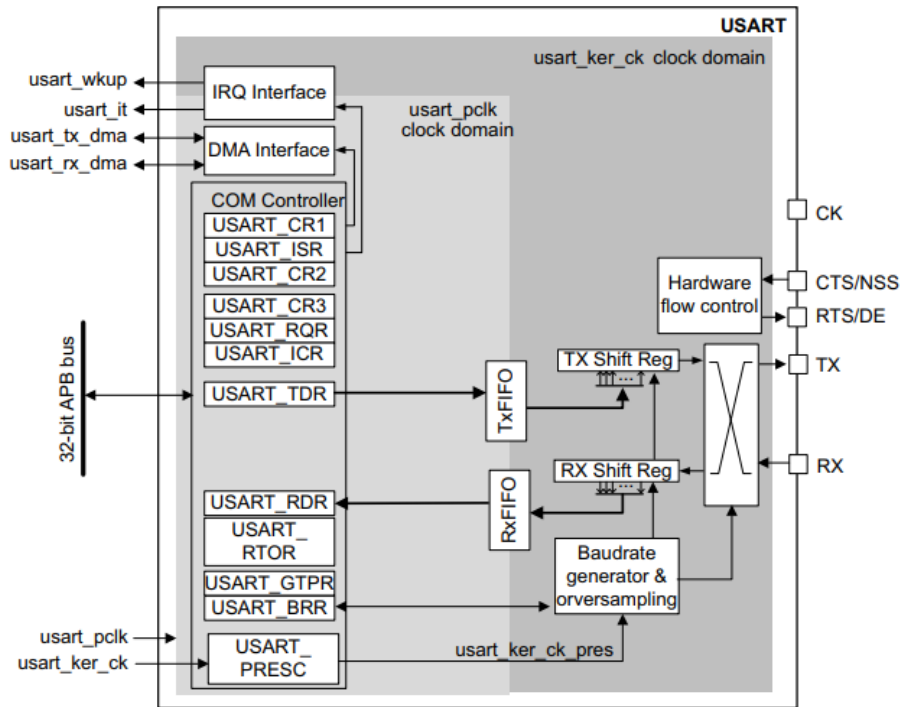 USART
usart_ker_ck clock domain
usart_wkup
IRQ Interface
usart_it
usart_pclk
clock domain
usart_tx_dma
DMA Interface
usart_rx_dma
COM Controller
USART_CR1
USART_ISR
USART_CR2
USART_CR3
USART_RQR
USART_ICR
USART_TDR
32-bit APB bus
TxFIFO
TX Shift Reg
...
Hardware
flow control
CK
CTS/NSS
RTS/DE
TX
RX
RX Shift Reg
...
RxFIFO
USART_RDR
USART_
RTOR
USART_GTPR
USART_BRR
Baudrate
generator &
orversampling
usart_pclk
usart_ker_ck
USART_
PRESC
usart_ker_ck_pres